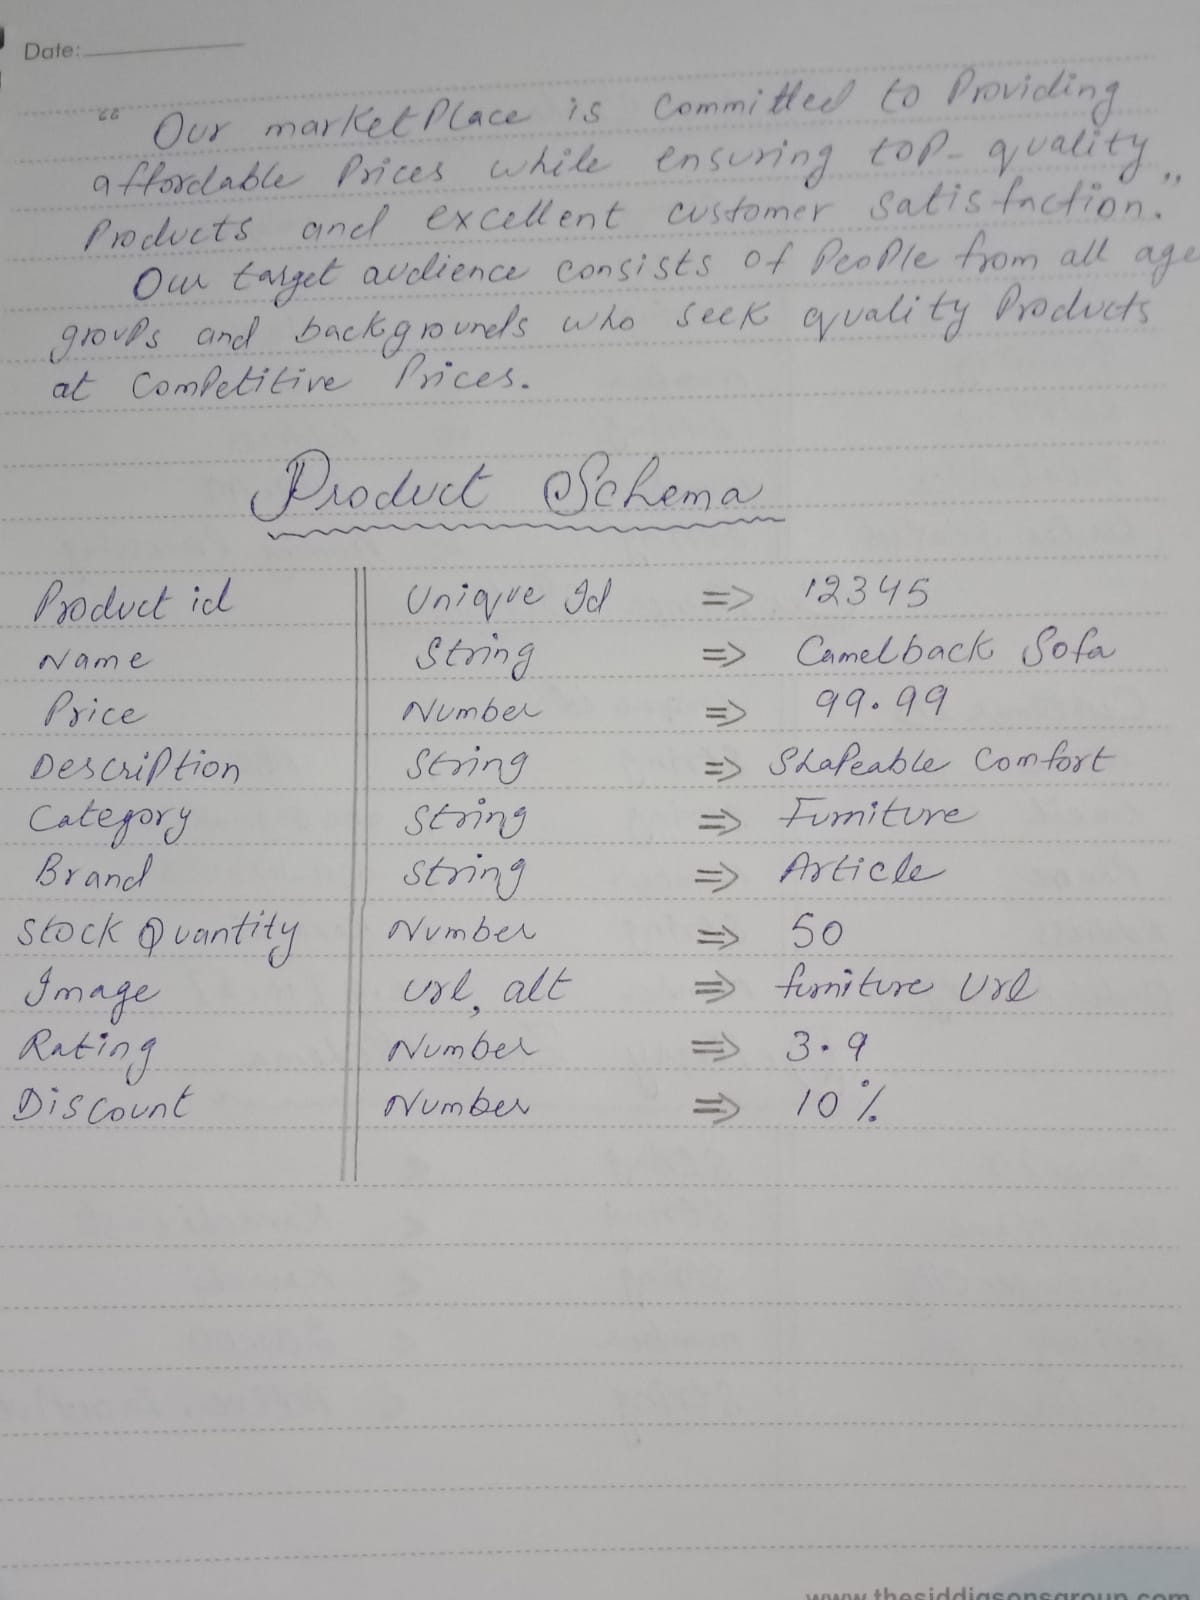 Date:
“ Our marketPlace is Committed to Providing
affordable Prices while ensuring top-quality
Products and excellent customer satisfaction.”
Our target audience consists of PeoPle from all age
grouPs and backgrounds who seek quality Products
at ComPetitive Prices.
Product Schema
Product id Unique Id => 12345
Name String => Camelback Sofa
Price Number => 99.99
DescriPtion String => ShaPeable Comfort
Category String => Furniture
Brand String => Article
Stock Quantity Number => 50
Image url, alt => furniture Url
Rating Number => 3.9
Discount Number => 10%
www.thesiddiqsonsgroup.com